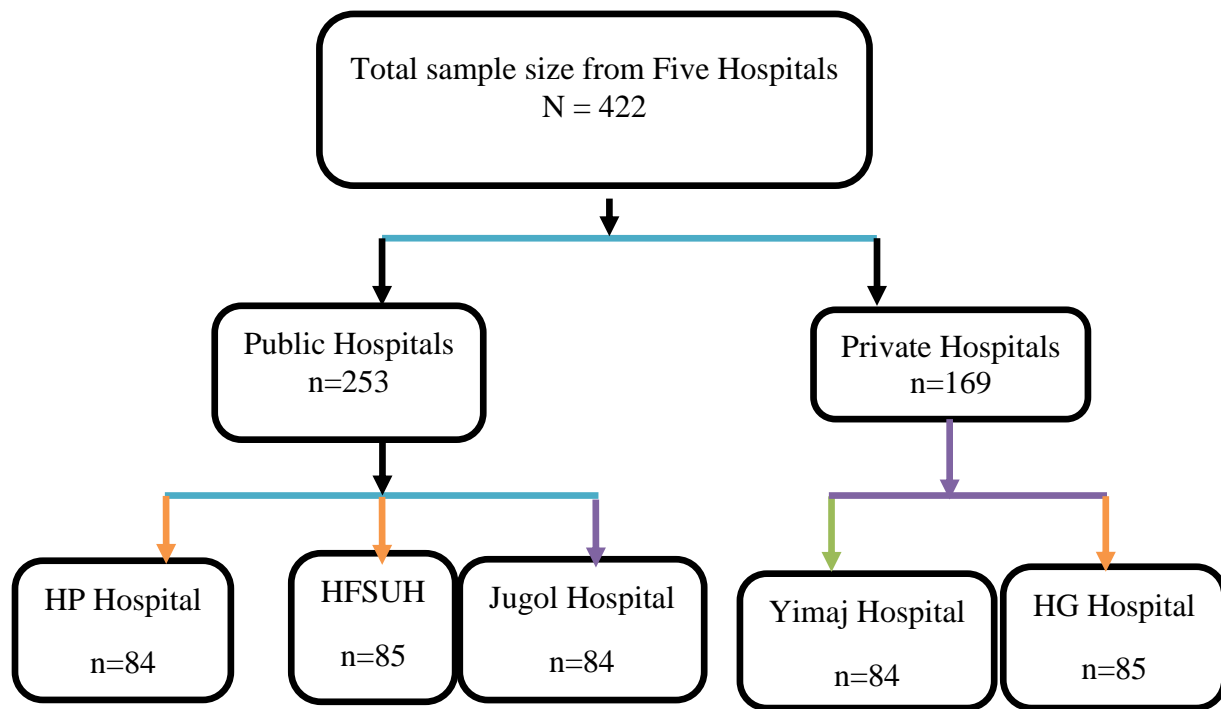 Total sample size from Five Hospitals
N = 422
Public Hospitals
n=253
Private Hospitals
n=169
HP Hospital
n=84
HFSUH
n=85
Jugol Hospital
n=84
Yimaj Hospital
n=84
HG Hospital
n=85